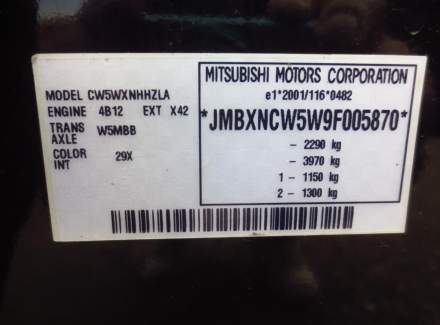 MODEL CW5WXNHHZLA
ENGINE 4B12 EXT X42
TRANS AXLE W5MBB
COLOR INT 29X
MITSUBISHI MOTORS CORPORATION
e1*2001/116*0482
*JMBXNCW5W9F005870*
- 2290 kg
- 3970 kg
1 - 1150 kg
2 - 1300 kg